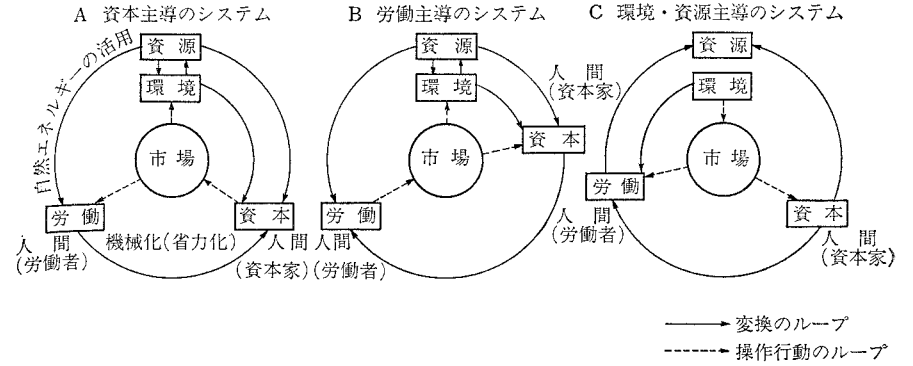 A 資本主導のシステム
資源
環境
市場
自然エネルギーの活用
労働
人間
(労働者)
機械化(省力化)
資本
人間
(資本家)
B 労働主導のシステム
資源
環境
人間
(資本家)
資本
市場
労働
人間
(労働者)
C 環境・資源主導のシステム
資源
環境
市場
労働
人間
(労働者)
資本
人間
(資本家)
変換のループ
操作行動のループ